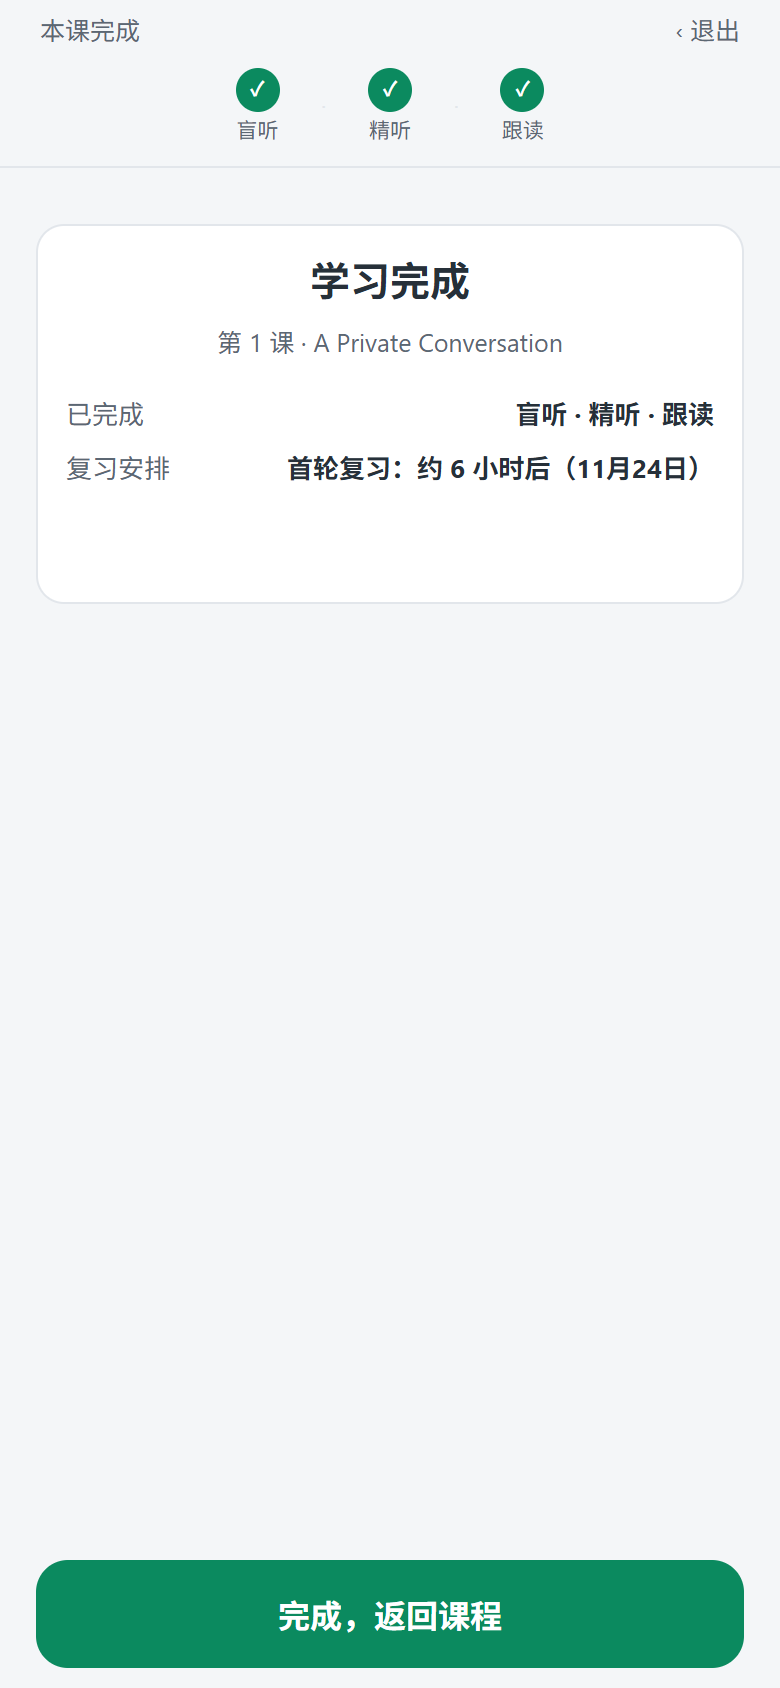 本课完成
‹ 退出
✓ ✓ ✓
盲听 · 精听 · 跟读
学习完成
第 1 课 · A Private Conversation
已完成 盲听 · 精听 · 跟读
复习安排 首轮复习：约 6 小时后（11月24日）
完成，返回课程